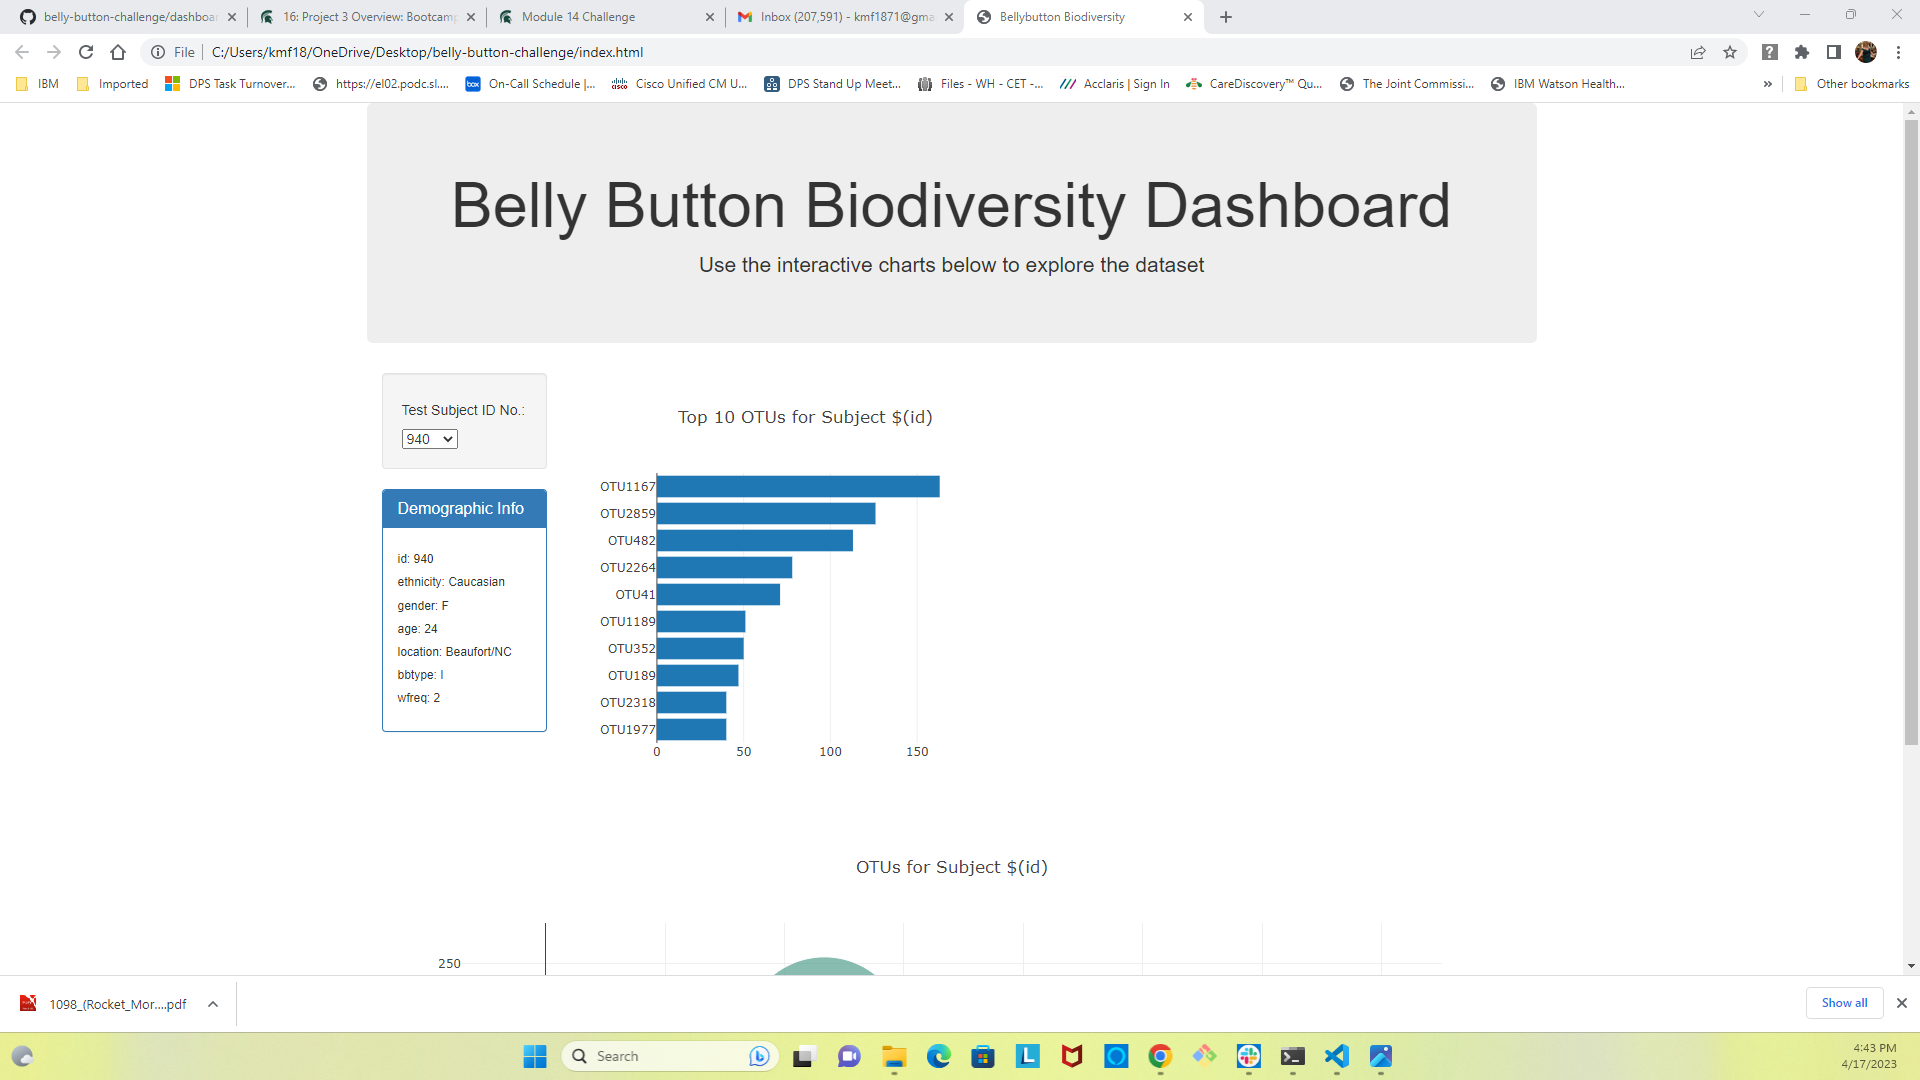 belly-button-challenge/dashboar
16: Project 3 Overview: Bootcamp
Module 14 Challenge
Inbox (207,591) - kmf1871@gma
Bellybutton Biodiversity
File
C:/Users/kmf18/OneDrive/Desktop/belly-button-challenge/index.html
IBM
Imported
DPS Task Turnover...
https://el02.podc.sl....
box
On-Call Schedule |...
cisco
Cisco Unified CM U...
DPS Stand Up Meet...
Files - WH - CET -...
Acclaris | Sign In
CareDiscovery™ Qu...
The Joint Commissi...
IBM Watson Health...
»
Other bookmarks
Belly Button Biodiversity Dashboard
Use the interactive charts below to explore the dataset
Test Subject ID No.:
940
Demographic Info
id: 940
ethnicity: Caucasian
gender: F
age: 24
location: Beaufort/NC
bbtype: I
wfreq: 2
Top 10 OTUs for Subject $(id)
OTU1167
OTU2859
OTU482
OTU2264
OTU41
OTU1189
OTU352
OTU189
OTU2318
OTU1977
0 50 100 150
OTUs for Subject $(id)
250
1098_(Rocket_Mor....pdf
Show all
Search
L
4:43 PM
4/17/2023